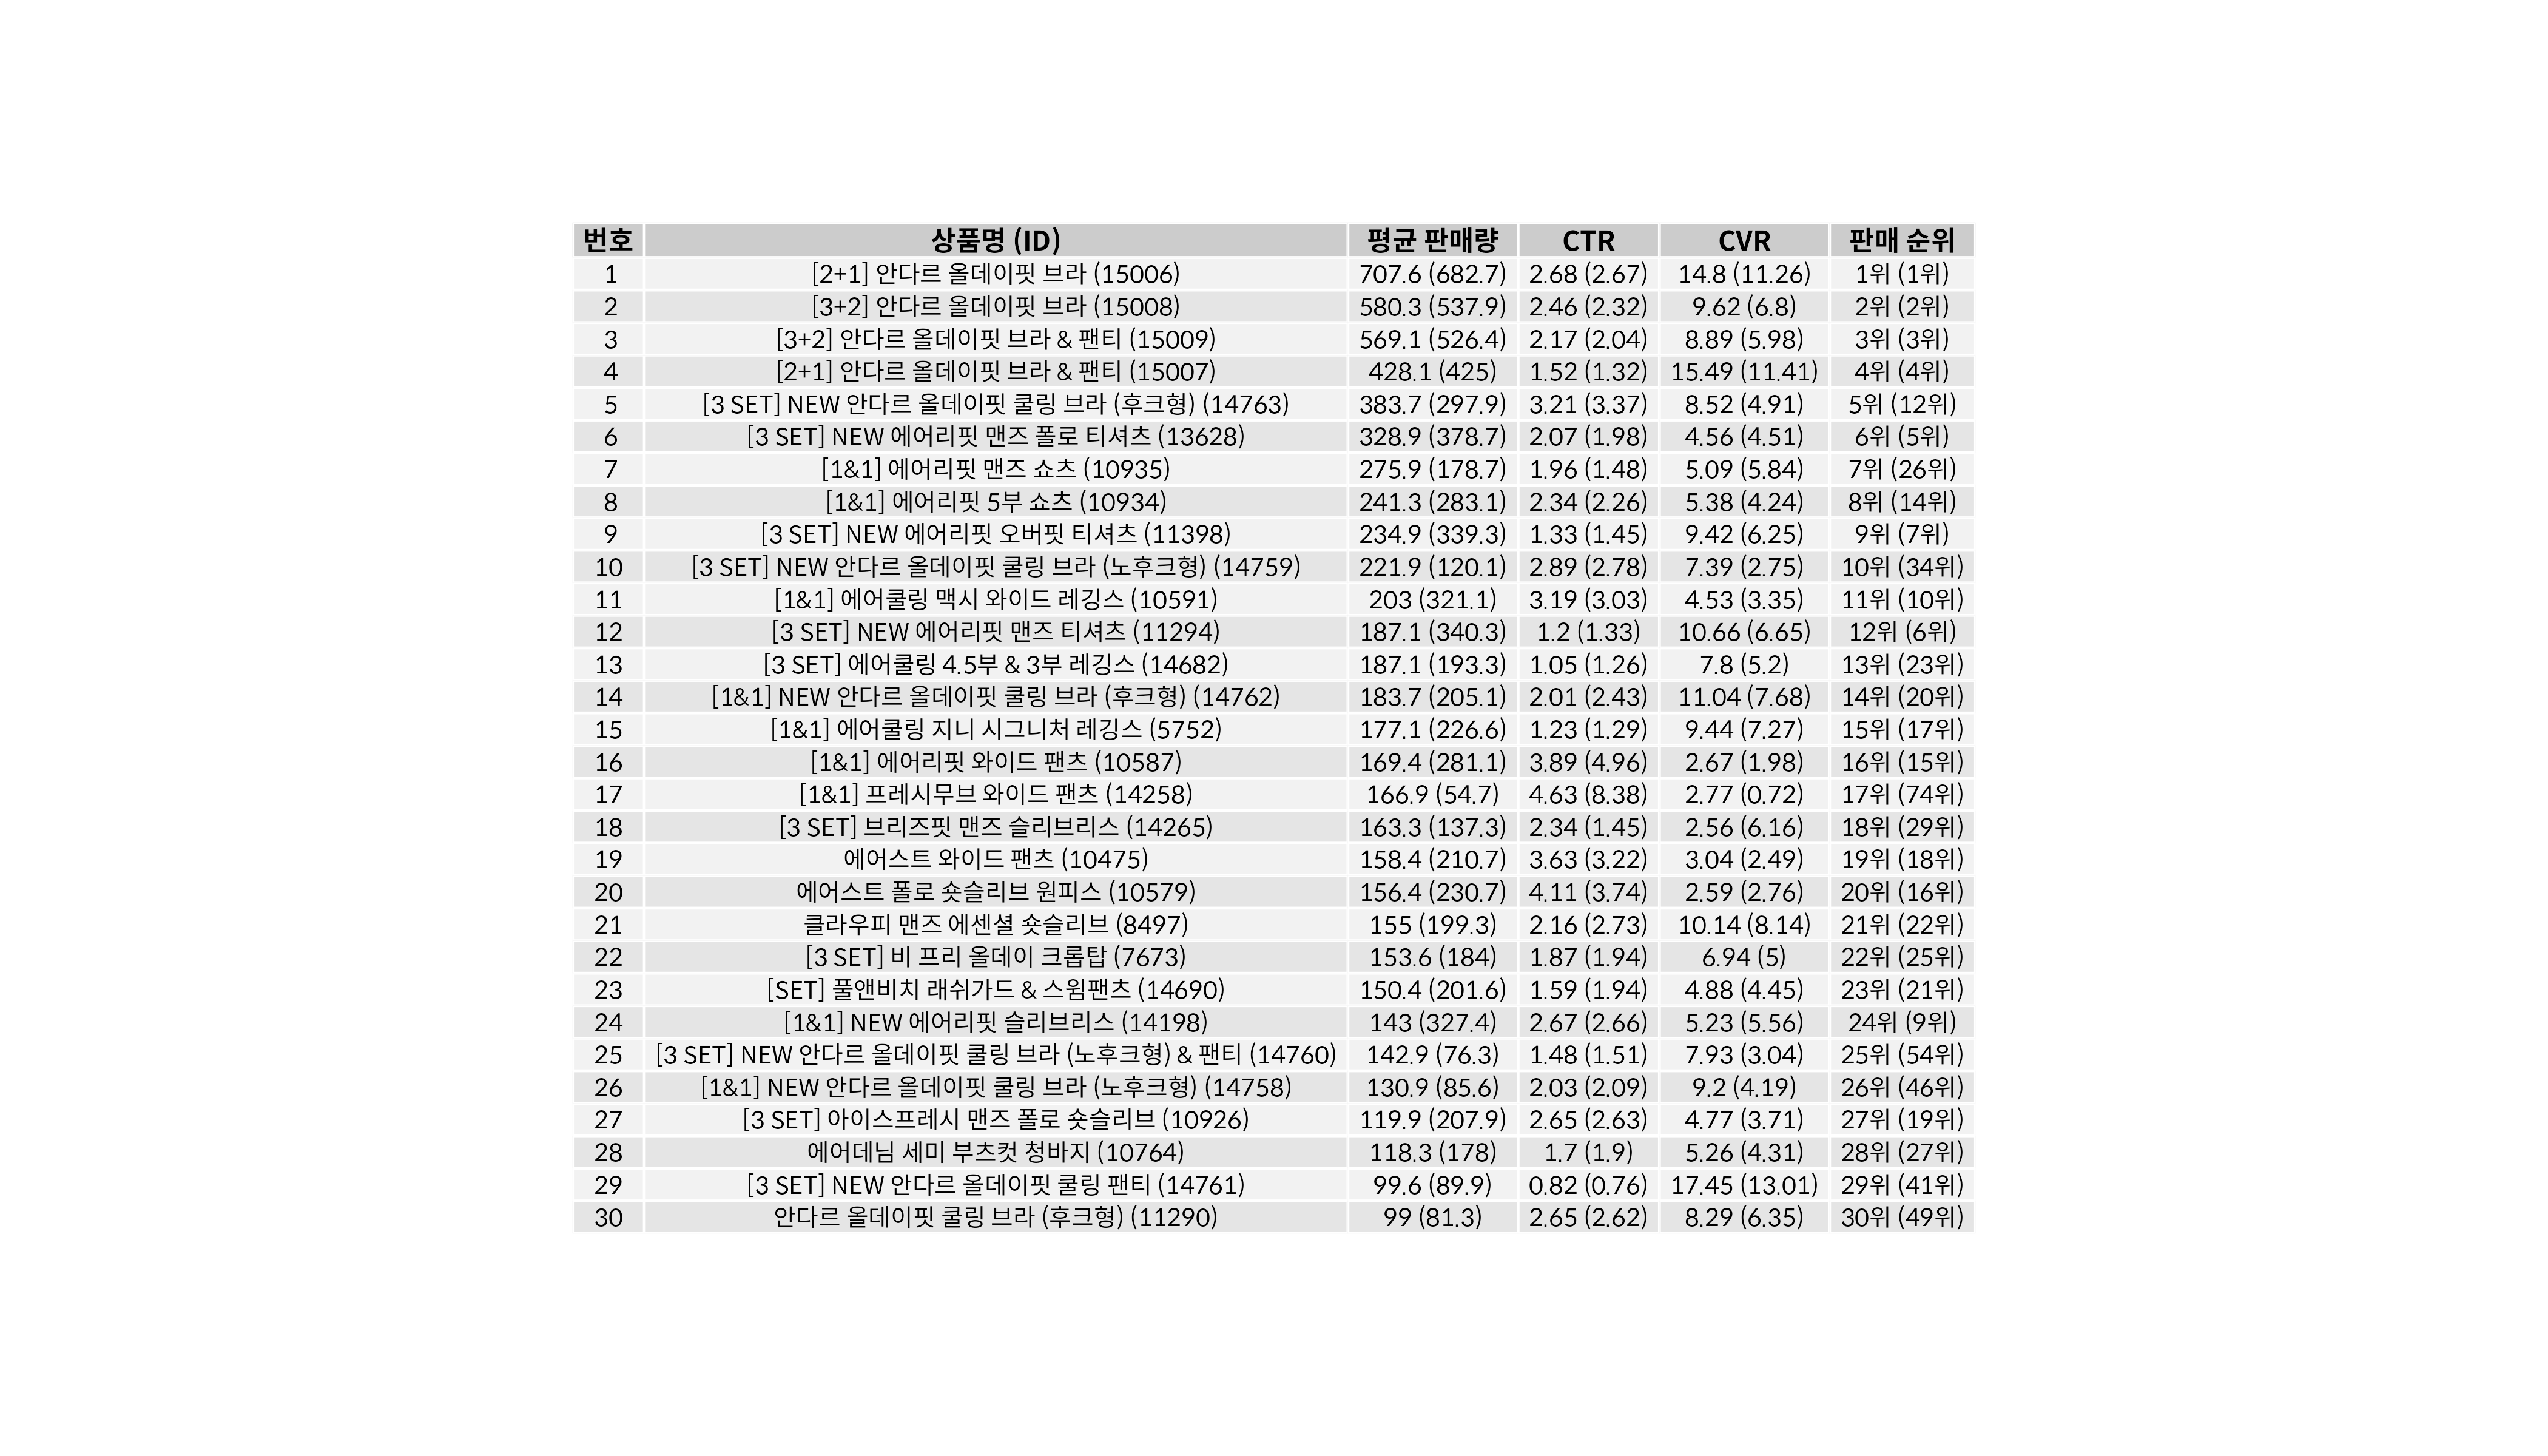 번호 상품명 (ID) 평균 판매량 CTR CVR 판매 순위
1 [2+1] 안다르 올데이핏 브라 (15006) 707.6 (682.7) 2.68 (2.67) 14.8 (11.26) 1위 (1위)
2 [3+2] 안다르 올데이핏 브라 (15008) 580.3 (537.9) 2.46 (2.32) 9.62 (6.8) 2위 (2위)
3 [3+2] 안다르 올데이핏 브라 & 팬티 (15009) 569.1 (526.4) 2.17 (2.04) 8.89 (5.98) 3위 (3위)
4 [2+1] 안다르 올데이핏 브라 & 팬티 (15007) 428.1 (425) 1.52 (1.32) 15.49 (11.41) 4위 (4위)
5 [3 SET] NEW 안다르 올데이핏 쿨링 브라 (후크형) (14763) 383.7 (297.9) 3.21 (3.37) 8.52 (4.91) 5위 (12위)
6 [3 SET] NEW 에어리핏 맨즈 폴로 티셔츠 (13628) 328.9 (378.7) 2.07 (1.98) 4.56 (4.51) 6위 (5위)
7 [1&1] 에어리핏 맨즈 쇼츠 (10935) 275.9 (178.7) 1.96 (1.48) 5.09 (5.84) 7위 (26위)
8 [1&1] 에어리핏 5부 쇼츠 (10934) 241.3 (283.1) 2.34 (2.26) 5.38 (4.24) 8위 (14위)
9 [3 SET] NEW 에어리핏 오버핏 티셔츠 (11398) 234.9 (339.3) 1.33 (1.45) 9.42 (6.25) 9위 (7위)
10 [3 SET] NEW 안다르 올데이핏 쿨링 브라 (노후크형) (14759) 221.9 (120.1) 2.89 (2.78) 7.39 (2.75) 10위 (34위)
11 [1&1] 에어쿨링 맥시 와이드 레깅스 (10591) 203 (321.1) 3.19 (3.03) 4.53 (3.35) 11위 (10위)
12 [3 SET] NEW 에어리핏 맨즈 티셔츠 (11294) 187.1 (340.3) 1.2 (1.33) 10.66 (6.65) 12위 (6위)
13 [3 SET] 에어쿨링 4.5부 & 3부 레깅스 (14682) 187.1 (193.3) 1.05 (1.26) 7.8 (5.2) 13위 (23위)
14 [1&1] NEW 안다르 올데이핏 쿨링 브라 (후크형) (14762) 183.7 (205.1) 2.01 (2.43) 11.04 (7.68) 14위 (20위)
15 [1&1] 에어쿨링 지니 시그니처 레깅스 (5752) 177.1 (226.6) 1.23 (1.29) 9.44 (7.27) 15위 (17위)
16 [1&1] 에어리핏 와이드 팬츠 (10587) 169.4 (281.1) 3.89 (4.96) 2.67 (1.98) 16위 (15위)
17 [1&1] 프레시무브 와이드 팬츠 (14258) 166.9 (54.7) 4.63 (8.38) 2.77 (0.72) 17위 (74위)
18 [3 SET] 브리즈핏 맨즈 슬리브리스 (14265) 163.3 (137.3) 2.34 (1.45) 2.56 (6.16) 18위 (29위)
19 에어스트 와이드 팬츠 (10475) 158.4 (210.7) 3.63 (3.22) 3.04 (2.49) 19위 (18위)
20 에어스트 폴로 숏슬리브 원피스 (10579) 156.4 (230.7) 4.11 (3.74) 2.59 (2.76) 20위 (16위)
21 클라우피 맨즈 에센셜 숏슬리브 (8497) 155 (199.3) 2.16 (2.73) 10.14 (8.14) 21위 (22위)
22 [3 SET] 비 프리 올데이 크롭탑 (7673) 153.6 (184) 1.87 (1.94) 6.94 (5) 22위 (25위)
23 [SET] 풀앤비치 래쉬가드 & 스윔팬츠 (14690) 150.4 (201.6) 1.59 (1.94) 4.88 (4.45) 23위 (21위)
24 [1&1] NEW 에어리핏 슬리브리스 (14198) 143 (327.4) 2.67 (2.66) 5.23 (5.56) 24위 (9위)
25 [3 SET] NEW 안다르 올데이핏 쿨링 브라 (노후크형) & 팬티 (14760) 142.9 (76.3) 1.48 (1.51) 7.93 (3.04) 25위 (54위)
26 [1&1] NEW 안다르 올데이핏 쿨링 브라 (노후크형) (14758) 130.9 (85.6) 2.03 (2.09) 9.2 (4.19) 26위 (46위)
27 [3 SET] 아이스프레시 맨즈 폴로 숏슬리브 (10926) 119.9 (207.9) 2.65 (2.63) 4.77 (3.71) 27위 (19위)
28 에어데님 세미 부츠컷 청바지 (10764) 118.3 (178) 1.7 (1.9) 5.26 (4.31) 28위 (27위)
29 [3 SET] NEW 안다르 올데이핏 쿨링 팬티 (14761) 99.6 (89.9) 0.82 (0.76) 17.45 (13.01) 29위 (41위)
30 안다르 올데이핏 쿨링 브라 (후크형) (11290) 99 (81.3) 2.65 (2.62) 8.29 (6.35) 30위 (49위)